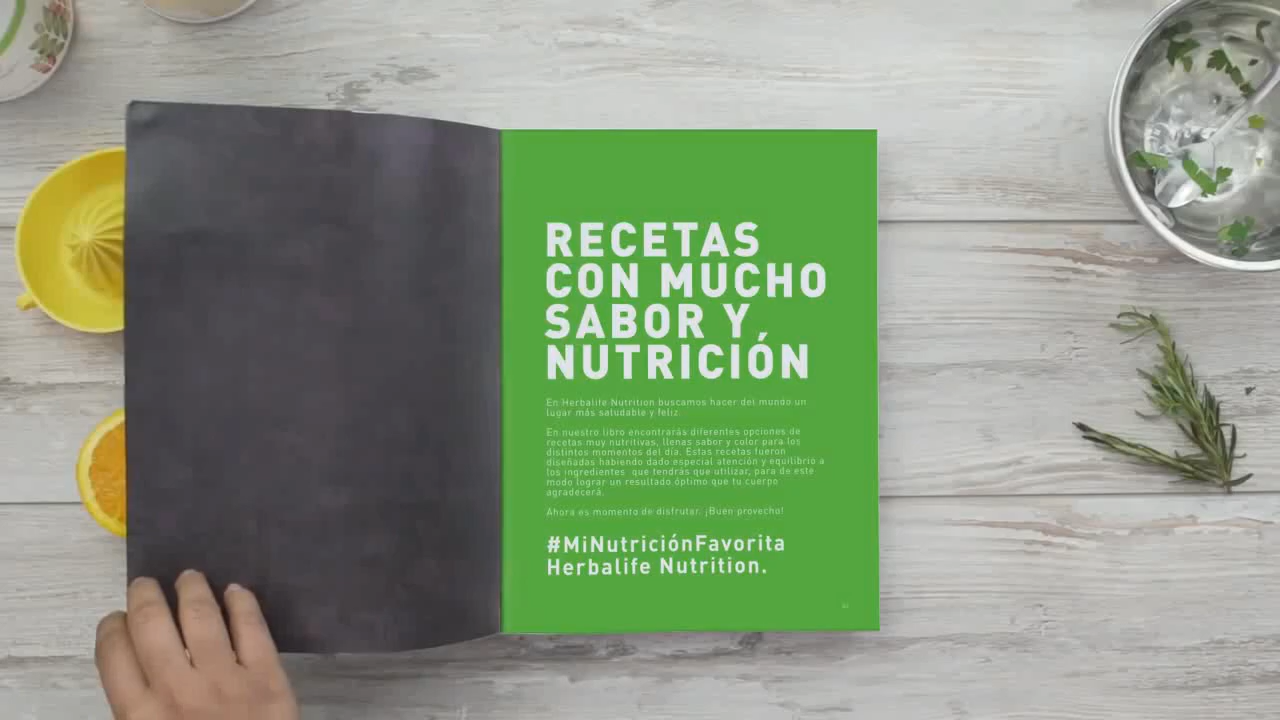 RECETAS
CON MUCHO
SABOR Y
NUTRICIÓN
En Herbalife Nutrition buscamos hacer del mundo un
lugar más saludable y feliz.
En nuestro libro encontrarás diferentes opciones de
recetas muy nutritivas, llenas sabor y color para los
distintos momentos del día. Estas recetas fueron
diseñadas habiendo dado especial atención y equilibrio a
los ingredientes que tendrás que utilizar, para de este
modo lograr un resultado óptimo que tu cuerpo
agradecerá.
Ahora es momento de disfrutar. ¡Buen provecho!
#MiNutriciónFavorita
Herbalife Nutrition.